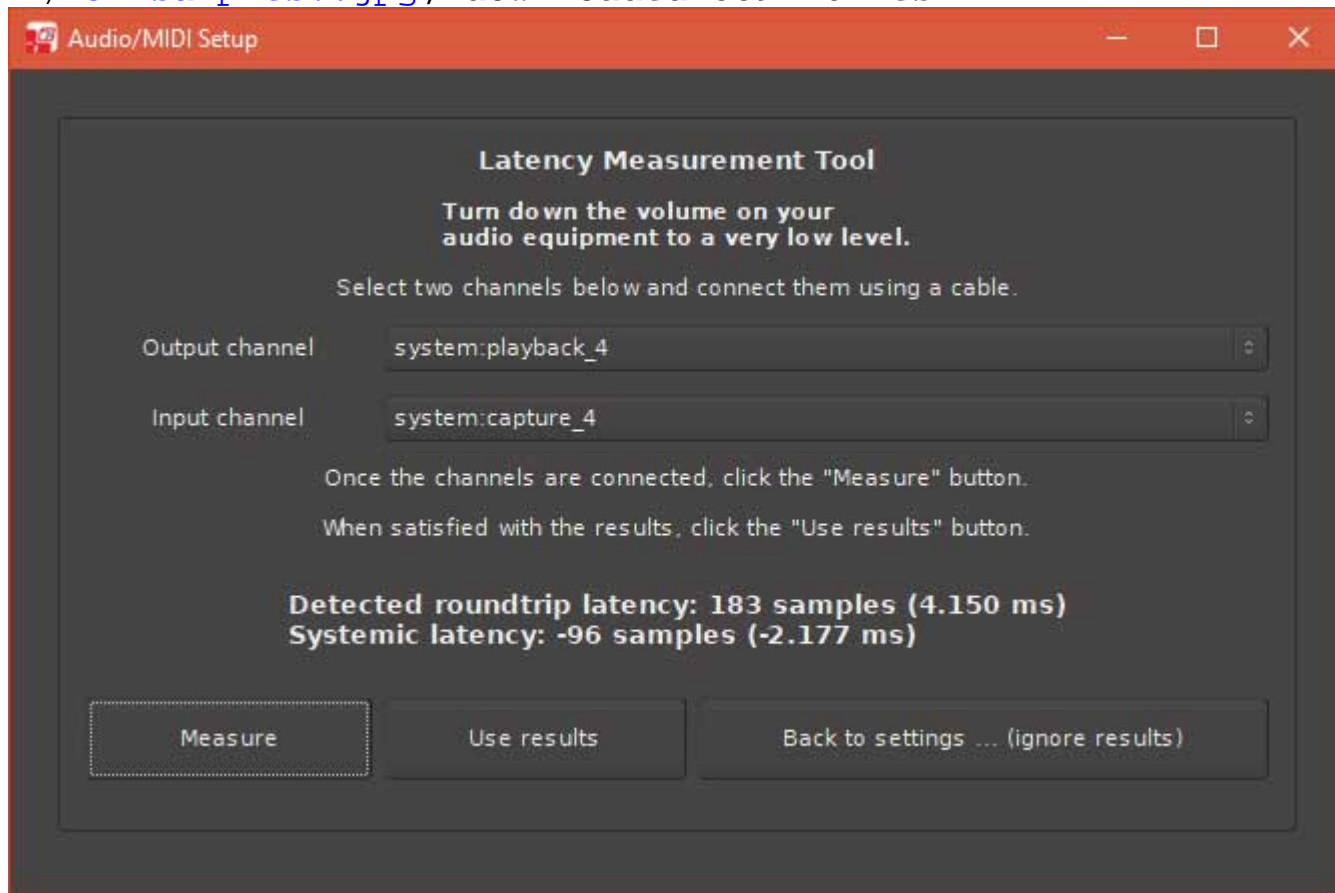 Audio/MIDI Setup
Latency Measurement Tool
Turn down the volume on your
audio equipment to a very low level.
Select two channels below and connect them using a cable.
Output channel system:playback_4
Input channel system:capture_4
Once the channels are connected, click the "Measure" button.
When satisfied with the results, click the "Use results" button.
Detected roundtrip latency: 183 samples (4.150 ms)
Systemic latency: -96 samples (-2.177 ms)
Measure Use results Back to settings ... (ignore results)